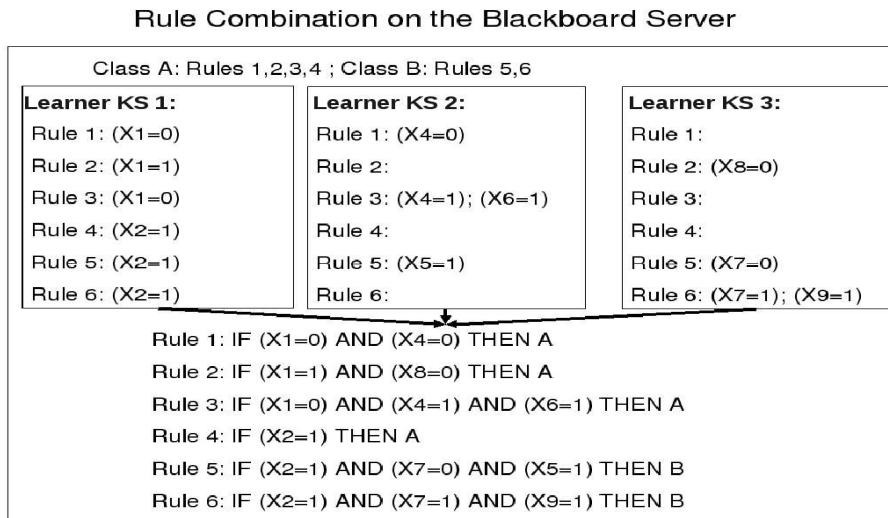 Rule Combination on the Blackboard Server
Class A: Rules 1,2,3,4 ; Class B: Rules 5,6
Learner KS 1:
Rule 1: (X1=0)
Rule 2: (X1=1)
Rule 3: (X1=0)
Rule 4: (X2=1)
Rule 5: (X2=1)
Rule 6: (X2=1)
Learner KS 2:
Rule 1: (X4=0)
Rule 2:
Rule 3: (X4=1); (X6=1)
Rule 4:
Rule 5: (X5=1)
Rule 6:
Learner KS 3:
Rule 1:
Rule 2: (X8=0)
Rule 3:
Rule 4:
Rule 5: (X7=0)
Rule 6: (X7=1); (X9=1)
Rule 1: IF (X1=0) AND (X4=0) THEN A
Rule 2: IF (X1=1) AND (X8=0) THEN A
Rule 3: IF (X1=0) AND (X4=1) AND (X6=1) THEN A
Rule 4: IF (X2=1) THEN A
Rule 5: IF (X2=1) AND (X7=0) AND (X5=1) THEN B
Rule 6: IF (X2=1) AND (X7=1) AND (X9=1) THEN B